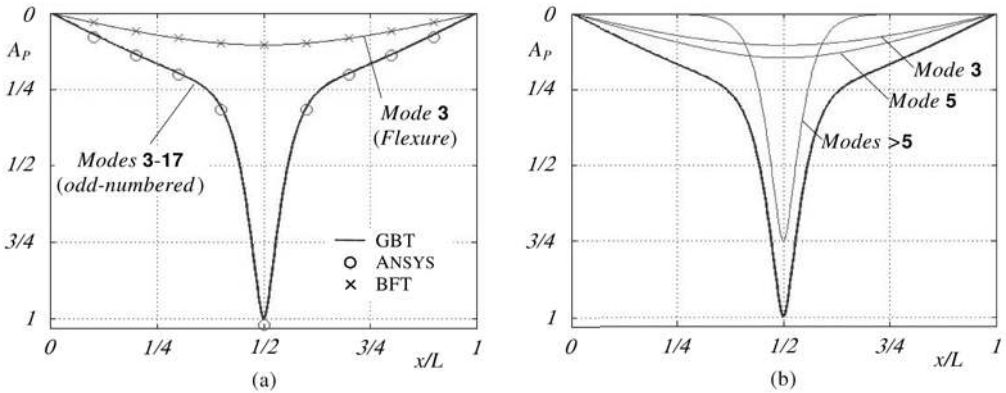 0
A_P
1/4
1/2
3/4
1
Mode 3
(Flexure)
Modes 3-17
(odd-numbered)
GBT
ANSYS
BFT
0
1/4
1/2
3/4
1
x/L
(a)
0
A_P
1/4
1/2
3/4
1
Mode 3
Mode 5
Modes >5
0
1/4
1/2
3/4
1
x/L
(b)